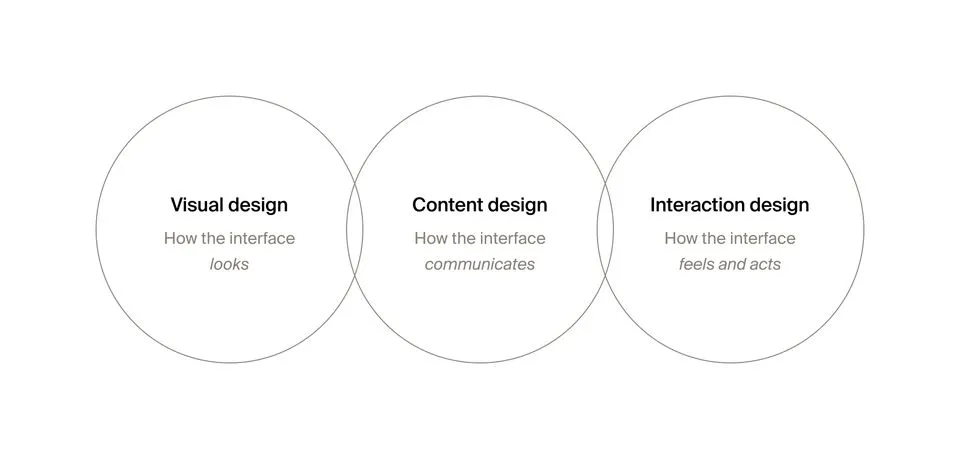 Visual design
How the interface
looks
Content design
How the interface
communicates
Interaction design
How the interface
feels and acts